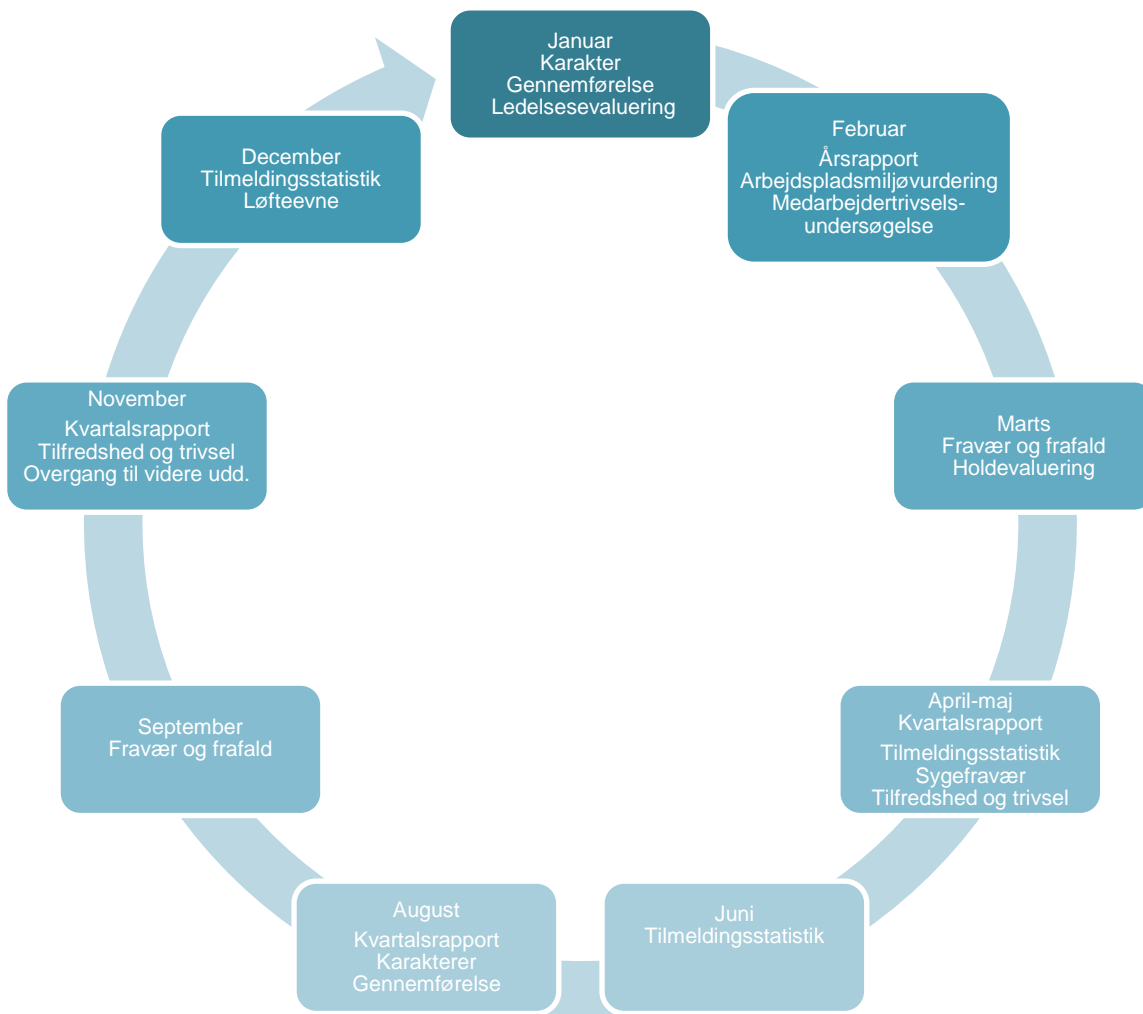 Januar
Karakter
Gennemførelse
Ledelsesevaluering
Februar
Årsrapport
Arbejdspladsmiljøvurdering
Medarbejdertrivsels-
undersøgelse
Marts
Fravær og frafald
Holdevaluering
April-maj
Kvartalsrapport
Tilmeldingsstatistik
Sygefravær
Tilfredshed og trivsel
Juni
Tilmeldingsstatistik
August
Kvartalsrapport
Karakterer
Gennemførelse
September
Fravær og frafald
November
Kvartalsrapport
Tilfredshed og trivsel
Overgang til videre udd.
December
Tilmeldingsstatistik
Løfteevne